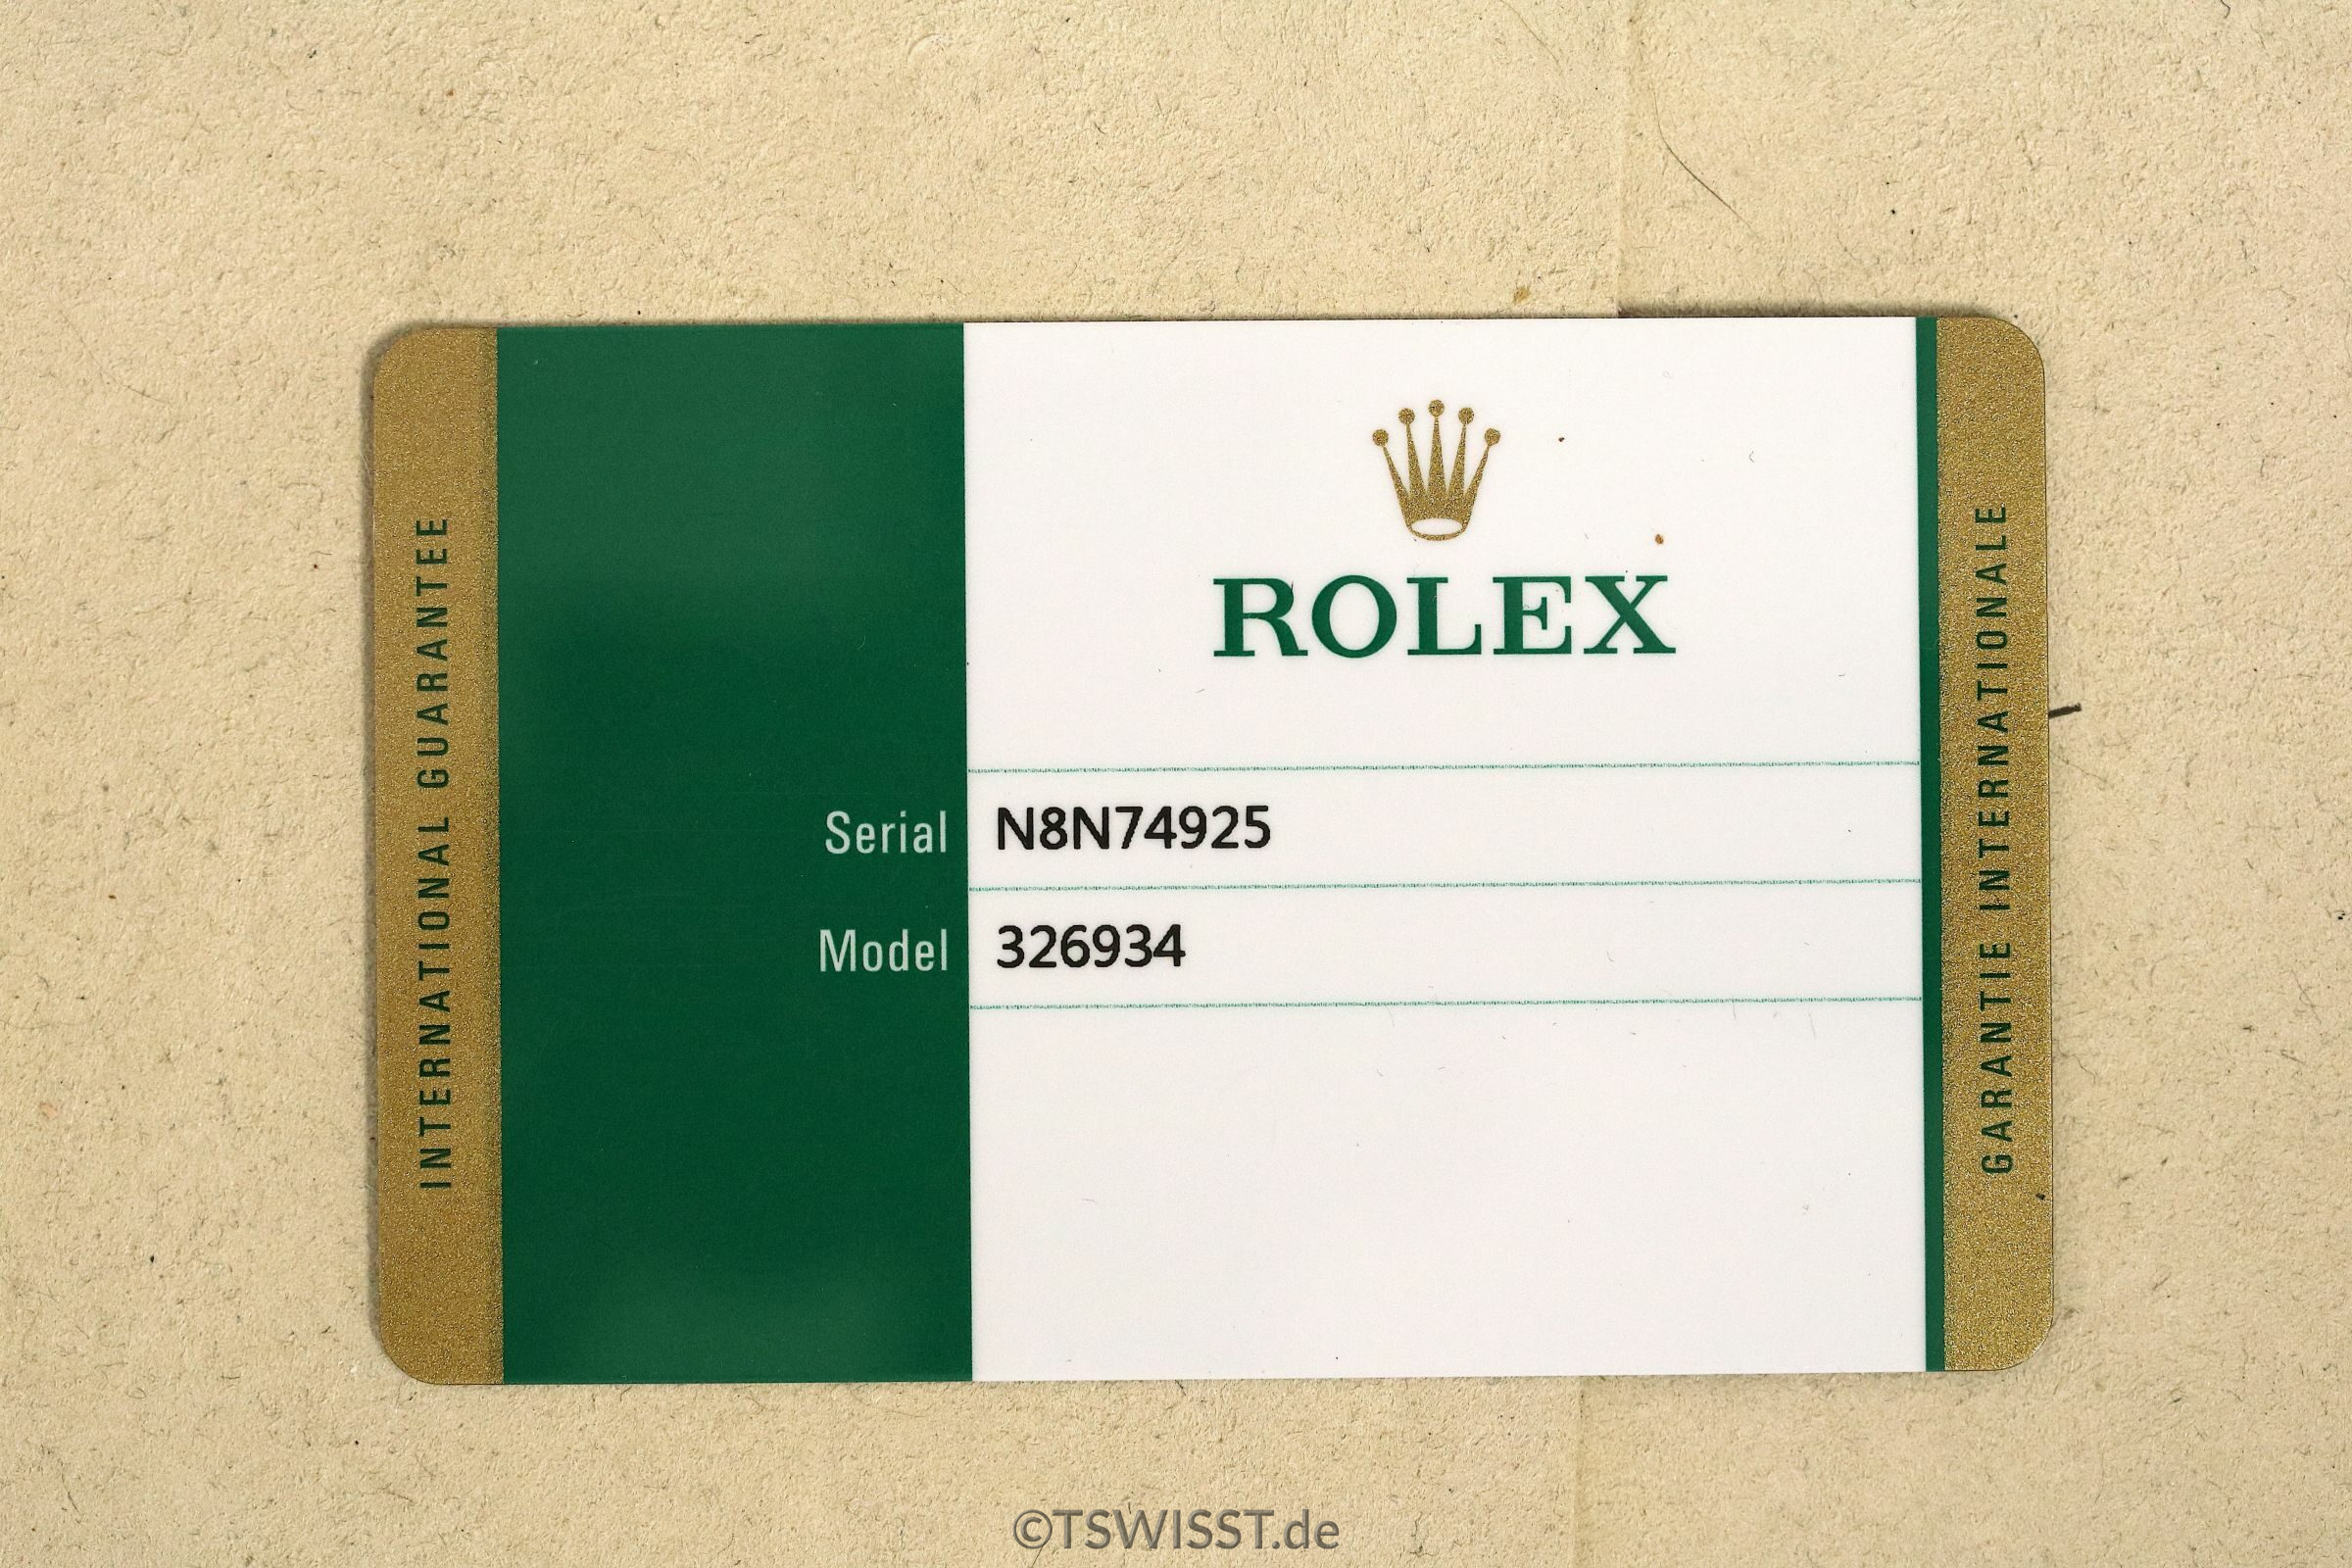 INTERNATIONAL GUARANTEE
ROLEX
Serial N8N74925
Model 326934
GARANTIE INTERNATIONALE
©TSWISST.de